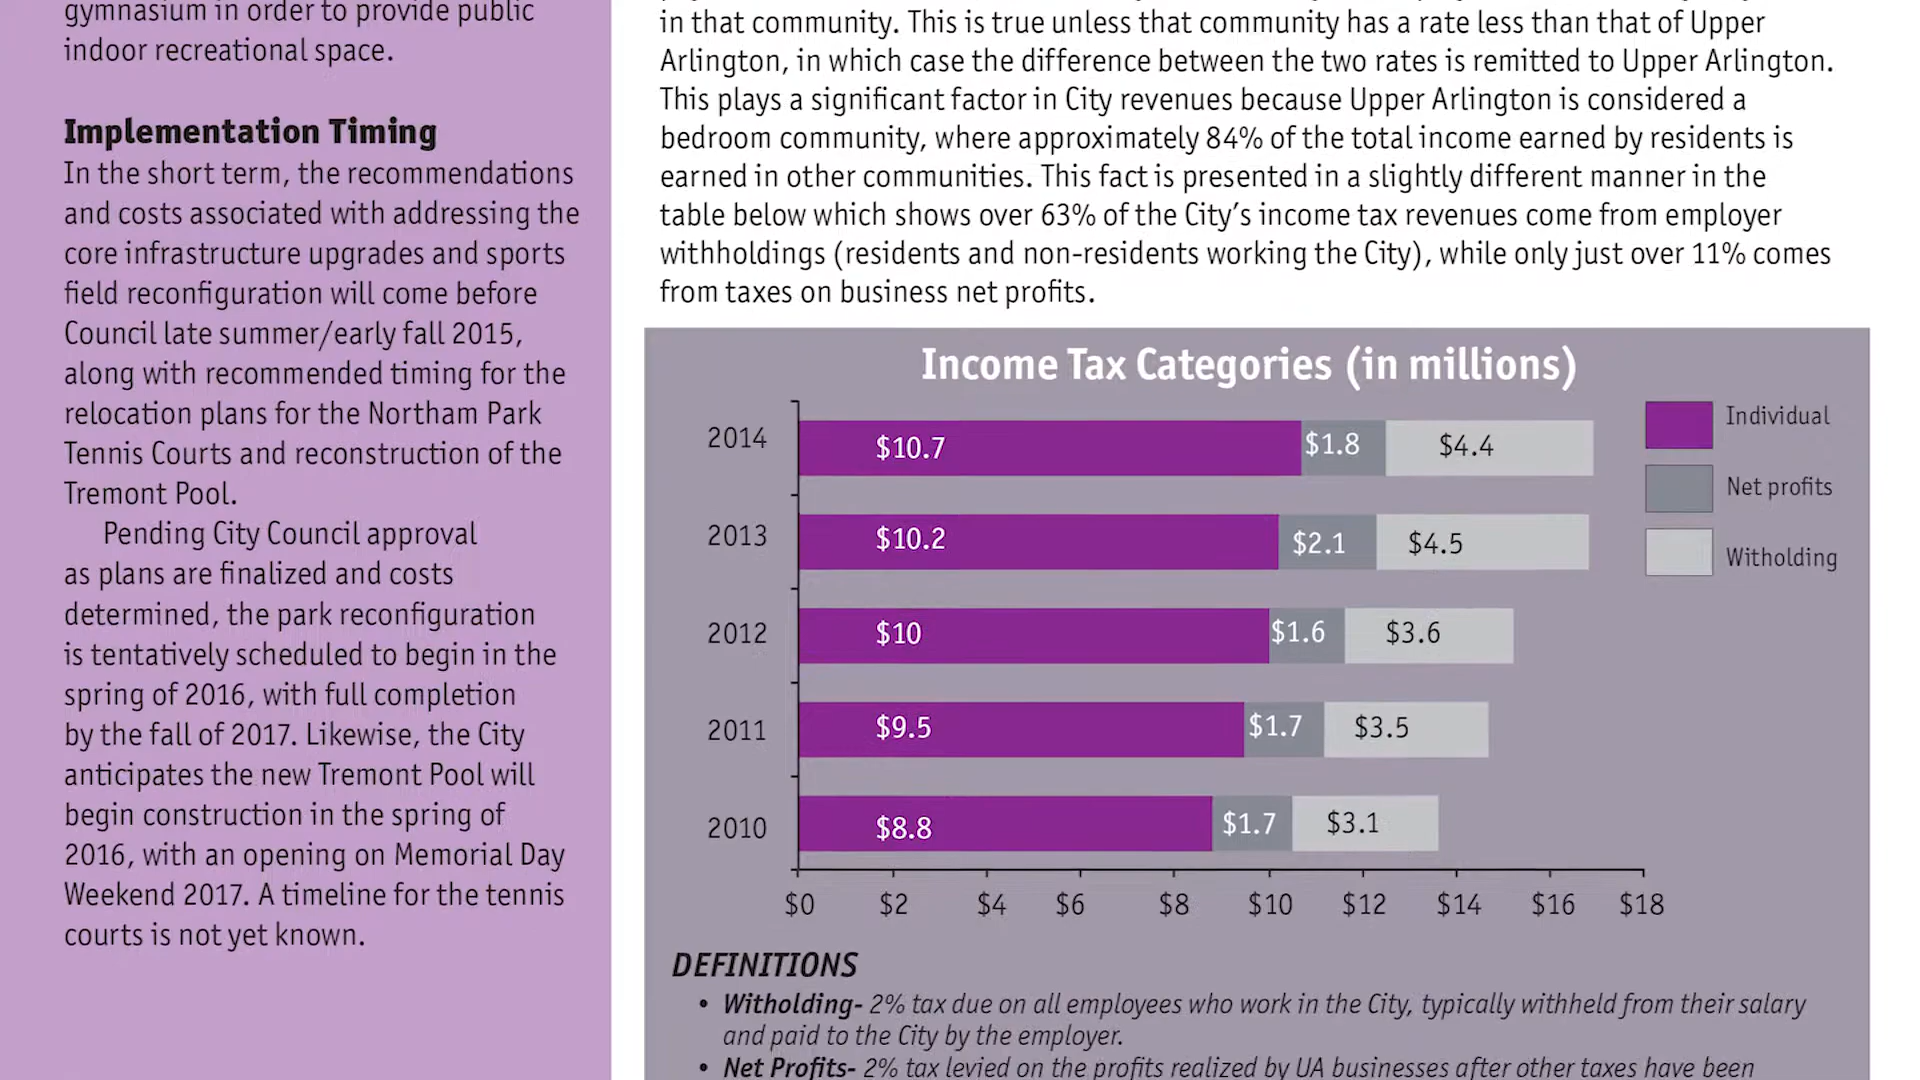 gymnasium in order to provide public
indoor recreational space.
Implementation Timing
In the short term, the recommendations
and costs associated with addressing the
core infrastructure upgrades and sports
field reconfiguration will come before
Council late summer/early fall 2015,
along with recommended timing for the
relocation plans for the Northam Park
Tennis Courts and reconstruction of the
Tremont Pool.
Pending City Council approval
as plans are finalized and costs
determined, the park reconfiguration
is tentatively scheduled to begin in the
spring of 2016, with full completion
by the fall of 2017. Likewise, the City
anticipates the new Tremont Pool will
begin construction in the spring of
2016, with an opening on Memorial Day
Weekend 2017. A timeline for the tennis
courts is not yet known.
in that community. This is true unless that community has a rate less than that of Upper
Arlington, in which case the difference between the two rates is remitted to Upper Arlington.
This plays a significant factor in City revenues because Upper Arlington is considered a
bedroom community, where approximately 84% of the total income earned by residents is
earned in other communities. This fact is presented in a slightly different manner in the
table below which shows over 63% of the City's income tax revenues come from employer
withholdings (residents and non-residents working the City), while only just over 11% comes
from taxes on business net profits.
Income Tax Categories (in millions)
2014 $10.7 $1.8 $4.4
2013 $10.2 $2.1 $4.5
2012 $10 $1.6 $3.6
2011 $9.5 $1.7 $3.5
2010 $8.8 $1.7 $3.1
$0 $2 $4 $6 $8 $10 $12 $14 $16 $18
Individual
Net profits
Witholding
DEFINITIONS
• Witholding- 2% tax due on all employees who work in the City, typically withheld from their salary
and paid to the City by the employer.
• Net Profits- 2% tax levied on the profits realized by UA businesses after other taxes have been